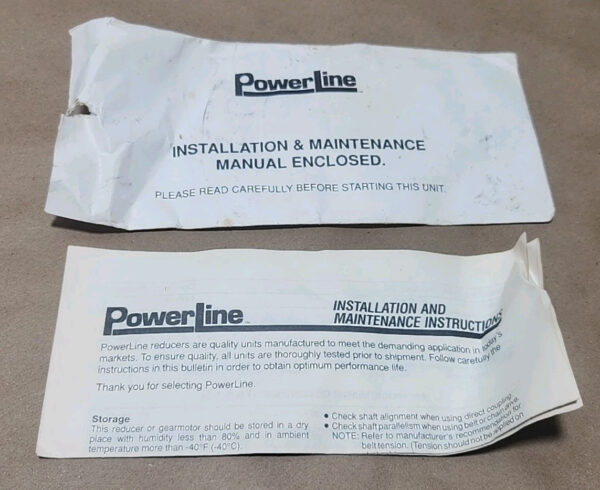 PowerLine
INSTALLATION & MAINTENANCE
MANUAL ENCLOSED.
PLEASE READ CAREFULLY BEFORE STARTING THIS UNIT.
PowerLine
INSTALLATION AND
MAINTENANCE INSTRUCTIONS
PowerLine reducers are quality units manufactured to meet the demanding application in today's
markets. To ensure quality, all units are thoroughly tested prior to shipment. Follow carefully the
instructions in this bulletin in order to obtain optimum performance life.
Thank you for selecting PowerLine.
Storage
This reducer or gearmotor should be stored in a dry
place with humidity less than 80% and in ambient
temperature more than -40°F (-40°C).
• Check shaft alignment when using direct coupling
• Check shaft parallelism when using belt or chain drive.
NOTE: Refer to manufacturer's recommendation for
belt tension. (Tension should not be applied on